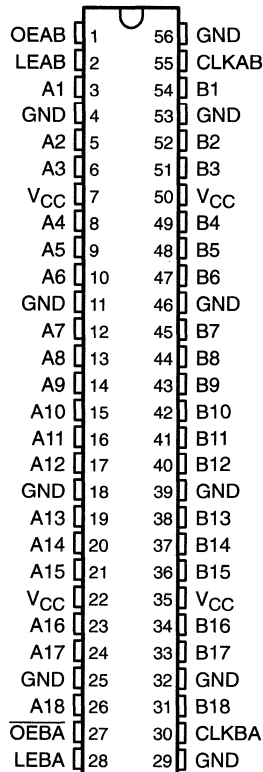 OEAB 1 56 GND
LEAB 2 55 CLKAB
A1 3 54 B1
GND 4 53 GND
A2 5 52 B2
A3 6 51 B3
VCC 7 50 VCC
A4 8 49 B4
A5 9 48 B5
A6 10 47 B6
GND 11 46 GND
A7 12 45 B7
A8 13 44 B8
A9 14 43 B9
A10 15 42 B10
A11 16 41 B11
A12 17 40 B12
GND 18 39 GND
A13 19 38 B13
A14 20 37 B14
A15 21 36 B15
VCC 22 35 VCC
A16 23 34 B16
A17 24 33 B17
GND 25 32 GND
A18 26 31 B18
O̅E̅B̅A̅ 27 30 CLKBA
LEBA 28 29 GND